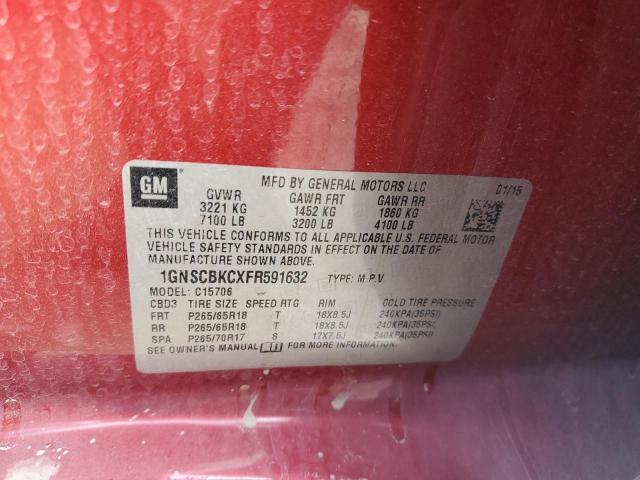 GM
MFD BY GENERAL MOTORS LLC 01/15
GVWR GAWR FRT GAWR RR
3221 KG 1452 KG 1860 KG
7100 LB 3200 LB 4100 LB
THIS VEHICLE CONFORMS TO ALL APPLICABLE U.S. FEDERAL MOTOR
VEHICLE SAFETY STANDARDS IN EFFECT ON THE DATE OF
MANUFACTURE SHOWN ABOVE.
1GNSCBKCXFR591632 TYPE: M.P.V
MODEL: C15706
CBD3 TIRE SIZE SPEED RTG RIM COLD TIRE PRESSURE
FRT P265/65R18 T 18X8.5J 240KPA(35PSI)
RR P265/65R18 T 18X8.5J 240KPA(35PSI)
SPA P265/70R17 S 17X7.5J 240KPA(35PSI)
SEE OWNER'S MANUAL FOR MORE INFORMATION.